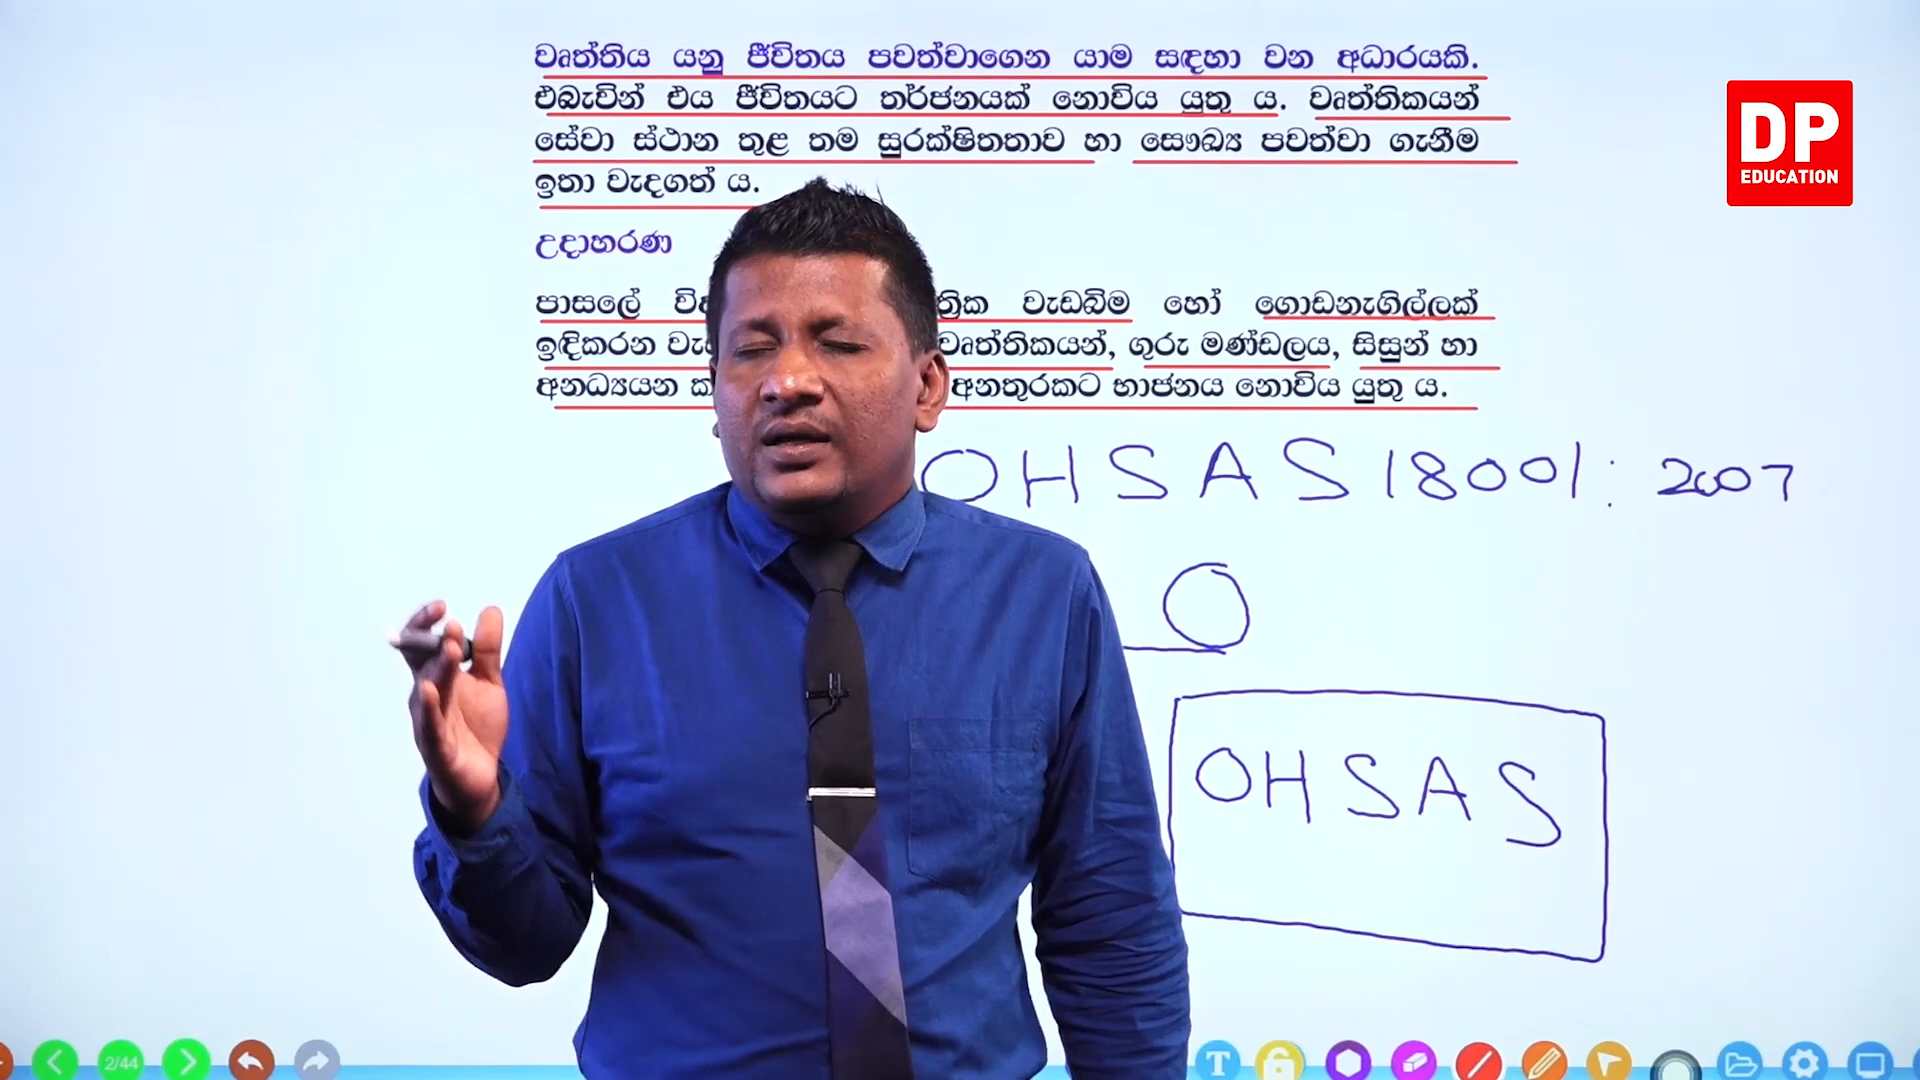 වෘත්තිය යනු ජීවිතය පවත්වාගෙන යාම සඳහා වන අධාරයකි.
එබැවින් එය ජීවිතයට තර්ජනයක් නොවිය යුතු ය. වෘත්තිකයන්
සේවා ස්ථාන තුළ තම සුරක්ෂිතතාව හා සෞඛ්‍ය පවත්වා ගැනීම
ඉතා වැදගත් ය.
DP
EDUCATION
උදාහරණ
පාසලේ වැඩබිම හෝ ගොඩනැගිල්ලක්
ඉඳිකරන වෘත්තිකයන්, ගුරු මණ්ඩලය, සිසුන් හා
අනධ්‍යයන අනතුරකට භාජනය නොවිය යුතු ය.
OHSAS 18001 : 2007
OHSAS
2/44
T